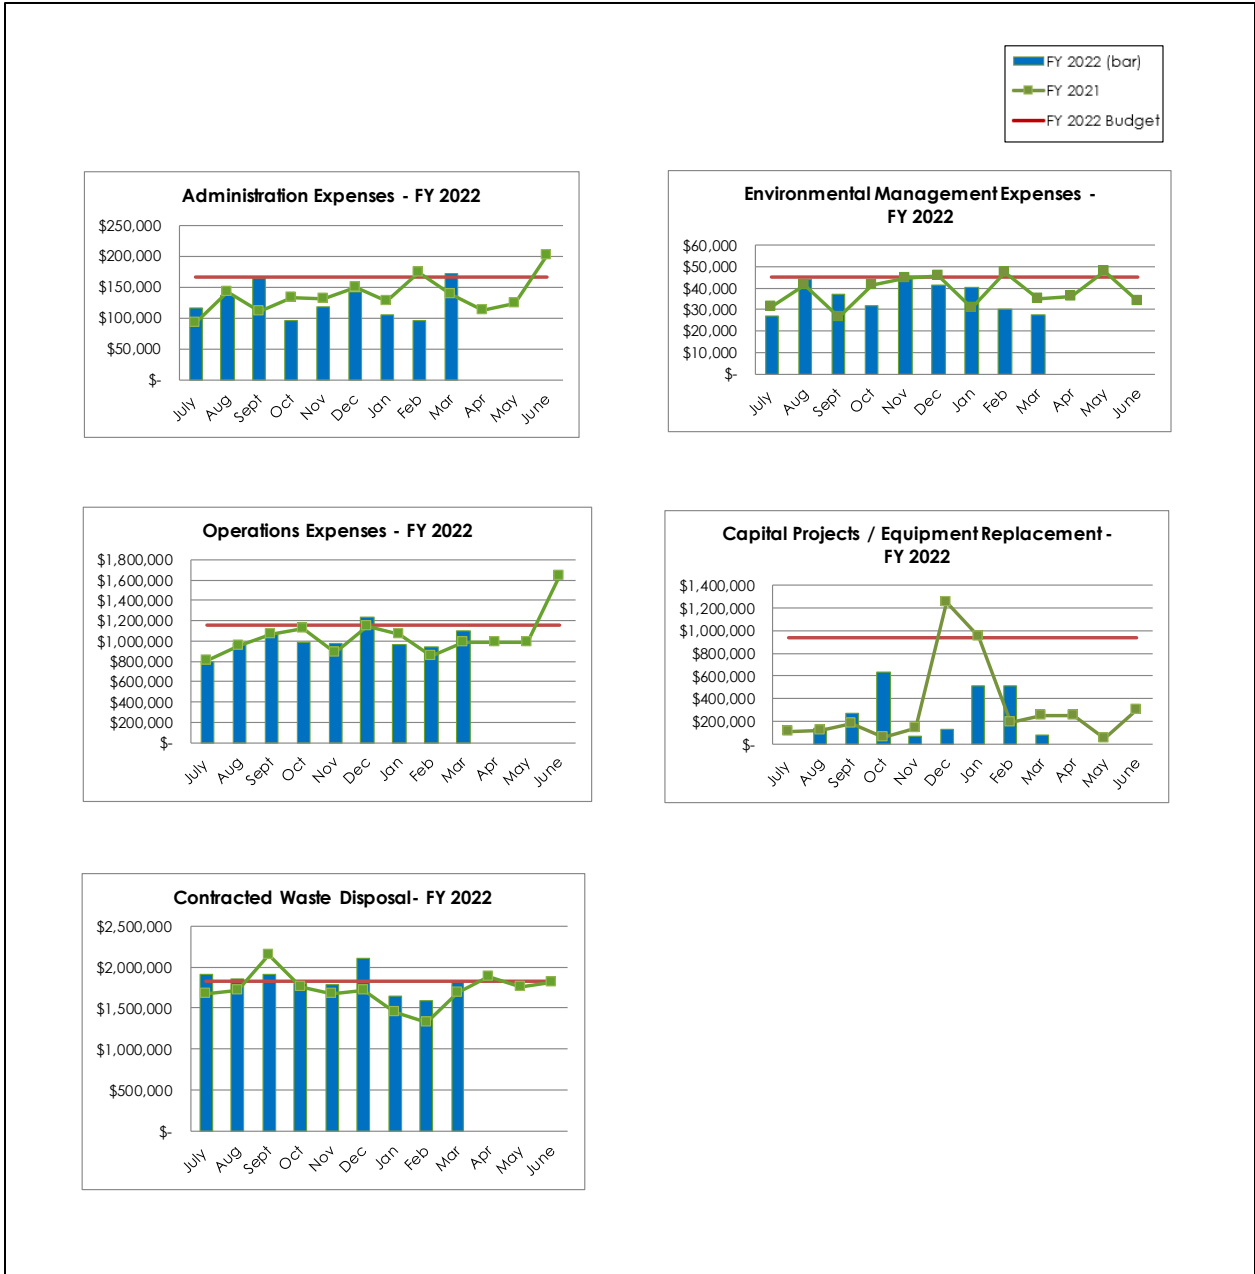 FY 2022 (bar)
FY 2021
FY 2022 Budget
Administration Expenses - FY 2022
$250,000
$200,000
$150,000
$100,000
$50,000
$-
July Aug Sept Oct Nov Dec Jan Feb Mar Apr May June
Environmental Management Expenses -
FY 2022
$60,000
$50,000
$40,000
$30,000
$20,000
$10,000
$-
July Aug Sept Oct Nov Dec Jan Feb Mar Apr May June
Operations Expenses - FY 2022
$1,800,000
$1,600,000
$1,400,000
$1,200,000
$1,000,000
$800,000
$600,000
$400,000
$200,000
$-
July Aug Sept Oct Nov Dec Jan Feb Mar Apr May June
Capital Projects / Equipment Replacement -
FY 2022
$1,400,000
$1,200,000
$1,000,000
$800,000
$600,000
$400,000
$200,000
$-
July Aug Sept Oct Nov Dec Jan Feb Mar Apr May June
Contracted Waste Disposal- FY 2022
$2,500,000
$2,000,000
$1,500,000
$1,000,000
$500,000
$-
July Aug Sept Oct Nov Dec Jan Feb Mar Apr May June